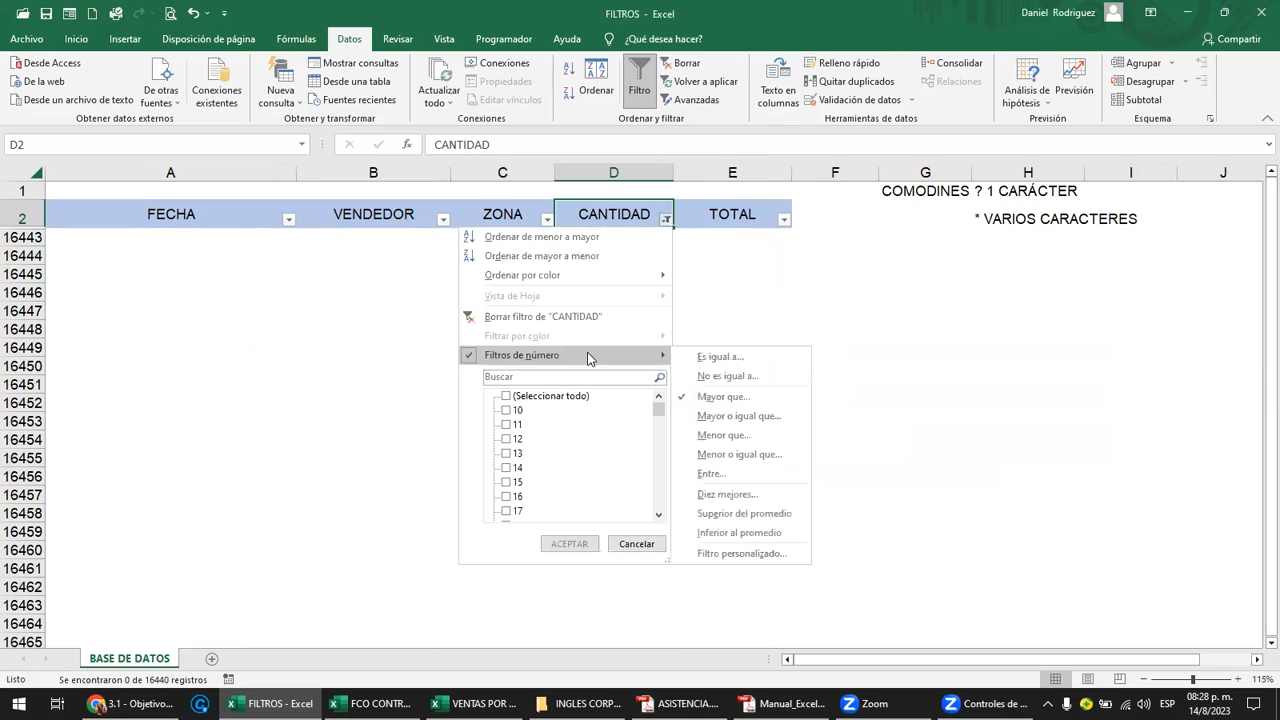 FILTROS - Excel
Daniel Rodriguez
Archivo Inicio Insertar Disposición de página Fórmulas Datos Revisar Vista Programador Ayuda ¿Qué desea hacer? Compartir
Desde Access
De la web
Desde un archivo de texto
De otras fuentes
Conexiones existentes
Obtener datos externos
Nueva consulta
Mostrar consultas
Desde una tabla
Fuentes recientes
Obtener y transformar
Actualizar todo
Conexiones
Propiedades
Editar vínculos
Conexiones
Ordenar
Filtro
Borrar
Volver a aplicar
Avanzadas
Ordenar y filtrar
Texto en columnas
Relleno rápido
Quitar duplicados
Validación de datos
Consolidar
Relaciones
Herramientas de datos
Análisis de hipótesis
Previsión
Previsión
Agrupar
Desagrupar
Subtotal
Esquema
D2
CANTIDAD
A B C D E F G H I J
1 COMODINES ? 1 CARÁCTER
2 FECHA VENDEDOR ZONA CANTIDAD TOTAL * VARIOS CARACTERES
16443
16444
16445
16446
16447
16448
16449
16450
16451
16452
16453
16454
16455
16456
16457
16458
16459
16460
16461
16462
16463
16464
16465
Ordenar de menor a mayor
Ordenar de mayor a menor
Ordenar por color
Vista de Hoja
Borrar filtro de "CANTIDAD"
Filtrar por color
Filtros de número
Buscar
(Seleccionar todo)
10
11
12
13
14
15
16
17
ACEPTAR Cancelar
Es igual a...
No es igual a...
Mayor que...
Mayor o igual que...
Menor que...
Menor o igual que...
Entre...
Diez mejores...
Superior del promedio
Inferior al promedio
Filtro personalizado...
BASE DE DATOS
Listo Se encontraron 0 de 16440 registros 115%
3.1 - Objetivo... FILTROS - Excel FCO CONTR... VENTAS POR ... INGLES CORP... ASISTENCIA.... Manual_Excel... Zoom Controles de ... ESP
08:28 p. m.
14/8/2023